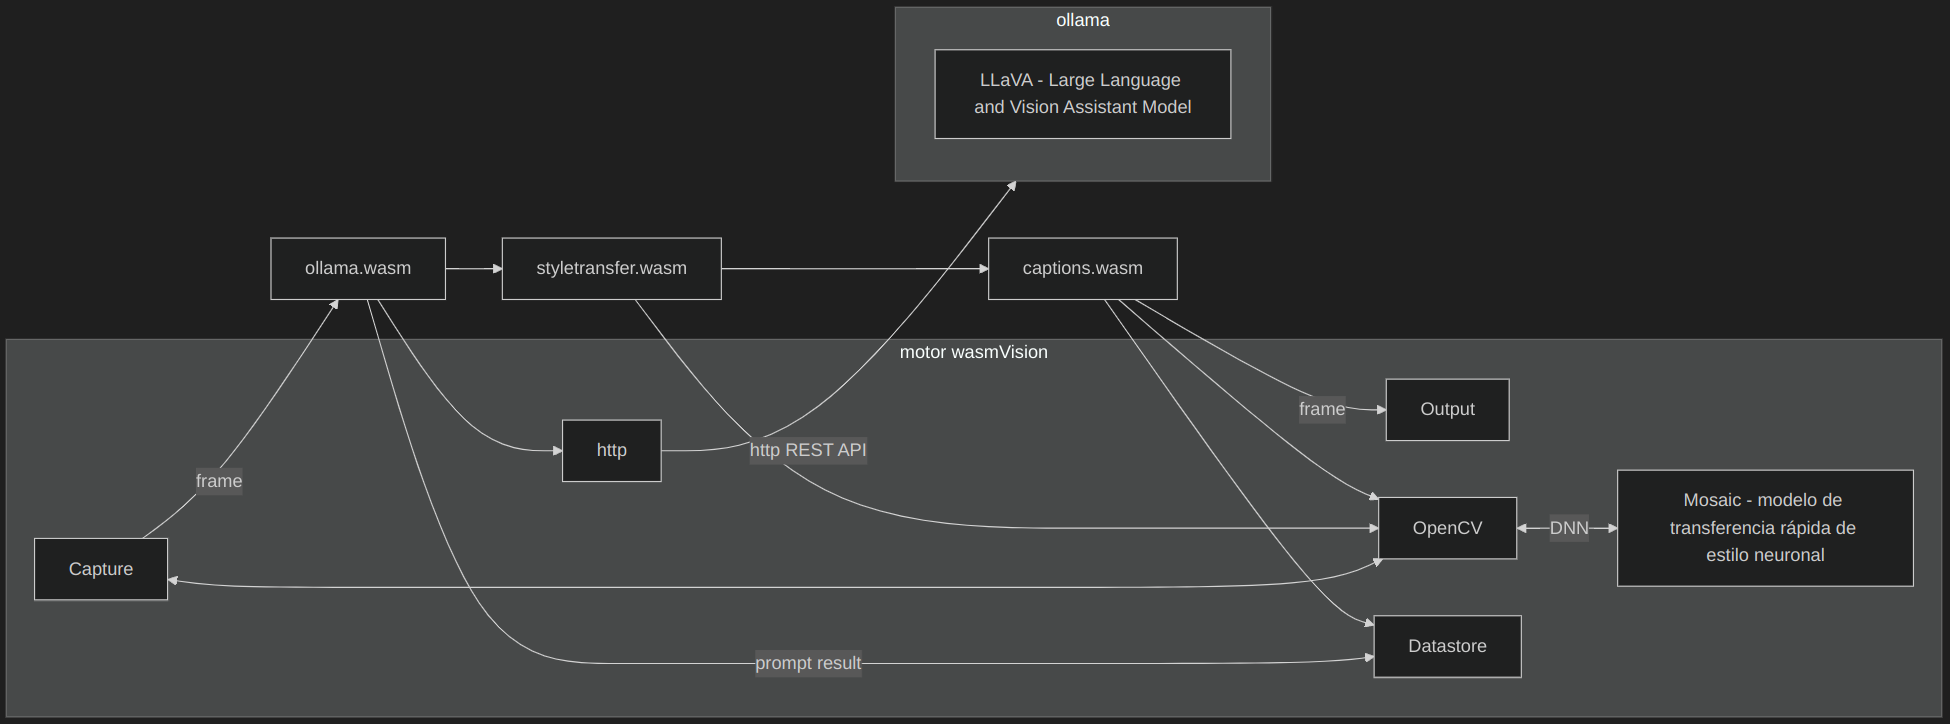 ollama
LLaVA - Large Language
and Vision Assistant Model
ollama.wasm
styletransfer.wasm
captions.wasm
motor wasmVision
frame
Output
http
http REST API
frame
Capture
OpenCV
DNN
Mosaic - modelo de
transferencia rápida de
estilo neuronal
Datastore
prompt result